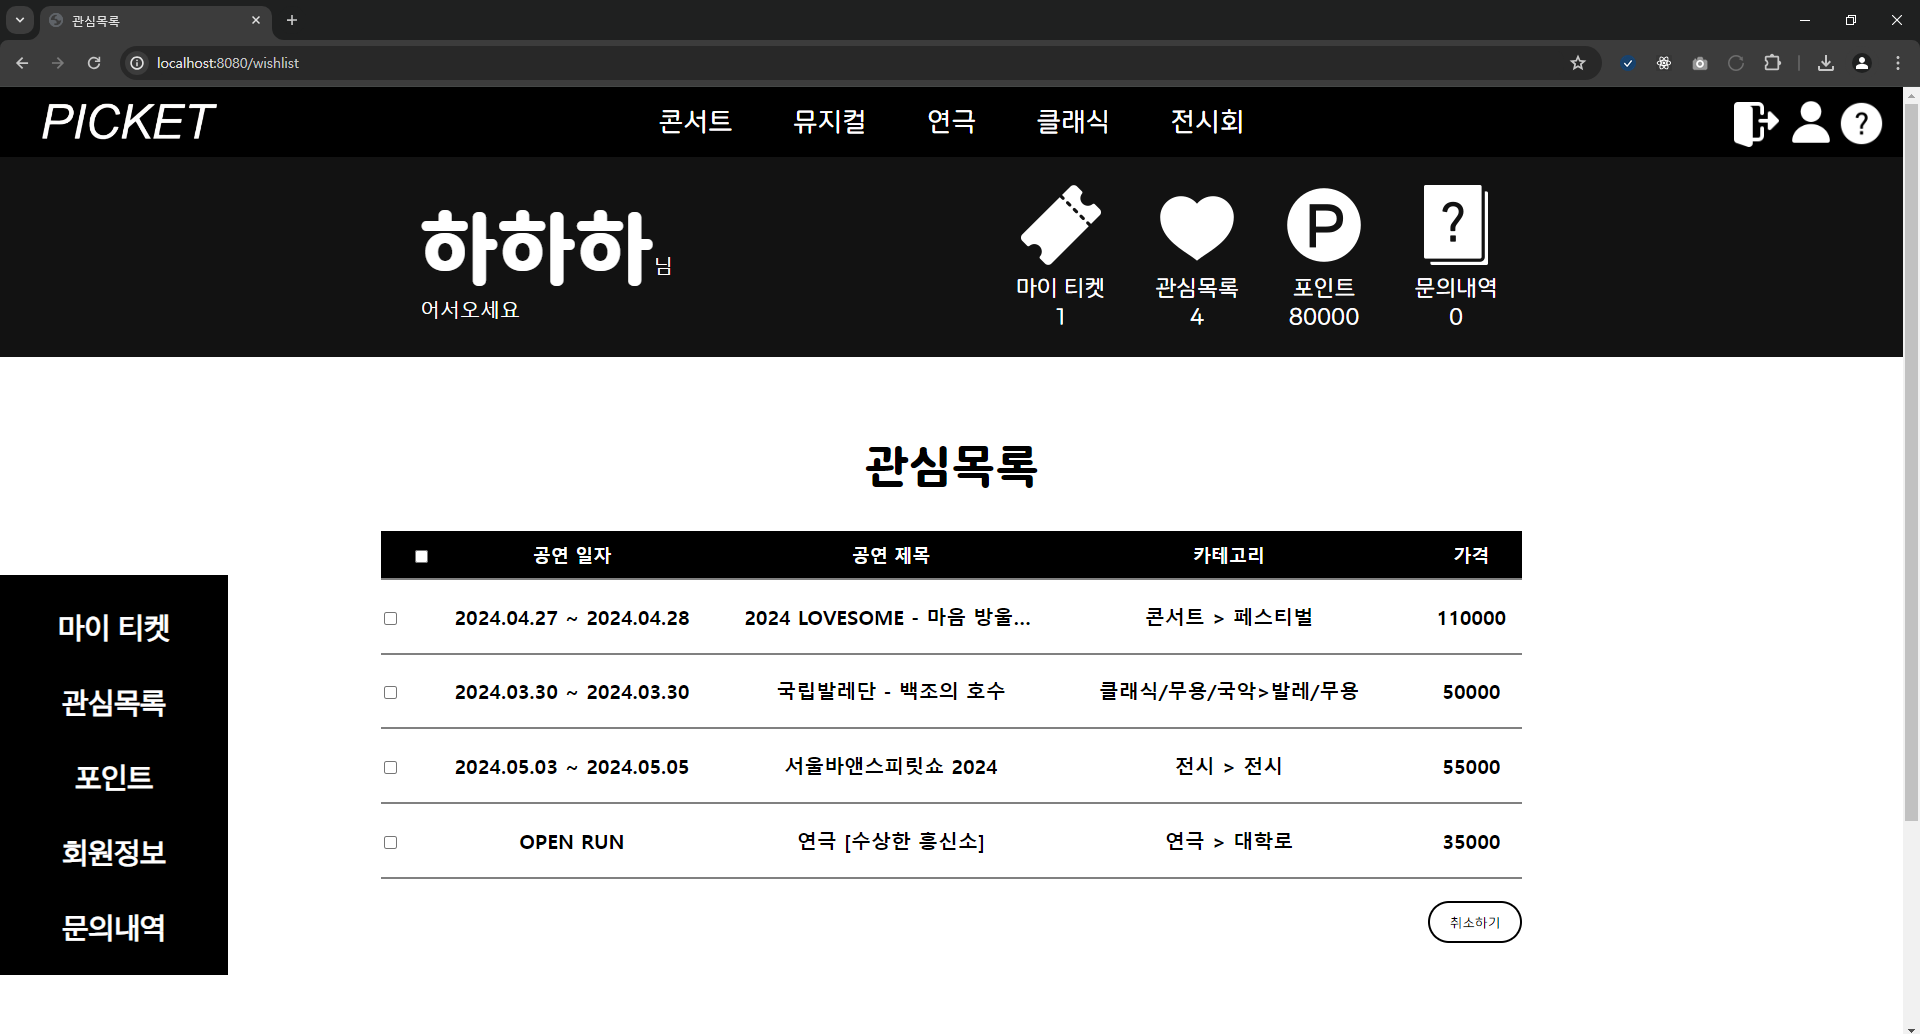 관심목록
localhost:8080/wishlist
PICKET
콘서트 뮤지컬 연극 클래식 전시회
?
하하하님
어서오세요
P
?
마이 티켓 관심목록 포인트 문의내역
1 4 80000 0
관심목록
공연 일자 공연 제목 카테고리 가격
2024.04.27 ~ 2024.04.28 2024 LOVESOME - 마음 방울... 콘서트 > 페스티벌 110000
2024.03.30 ~ 2024.03.30 국립발레단 - 백조의 호수 클래식/무용/국악>발레/무용 50000
2024.05.03 ~ 2024.05.05 서울바앤스피릿쇼 2024 전시 > 전시 55000
OPEN RUN 연극 [수상한 흥신소] 연극 > 대학로 35000
취소하기
마이 티켓
관심목록
포인트
회원정보
문의내역